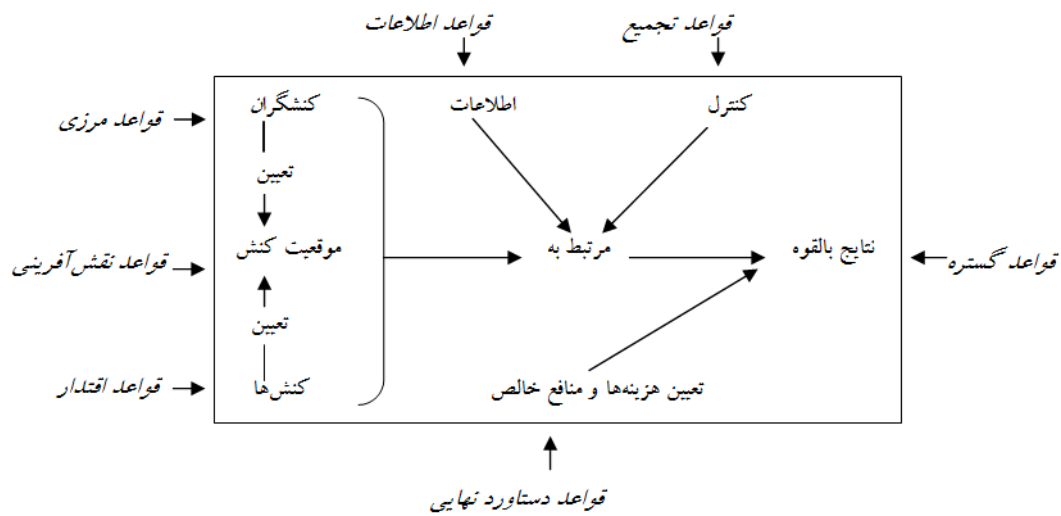 قواعد تجمیع
قواعد اطلاعات
کنترل
اطلاعات
کنشگران
قواعد مرزی
تعیین
نتایج بالقوه
مرتبط به
موقعیت کنش
قواعد گستره
قواعد نقش‌آفرینی
تعیین
تعیین هزینه‌ها و منافع خالص
کنش‌ها
قواعد اقتدار
قواعد دستاورد نهایی